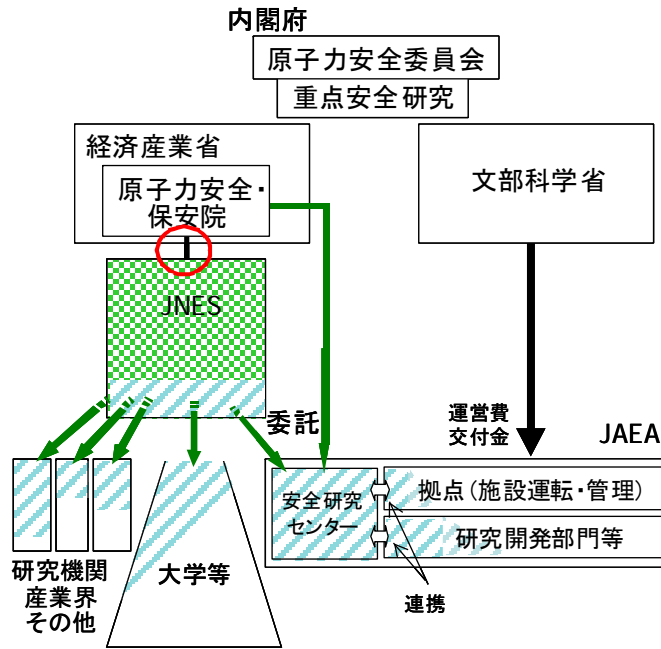 内閣府
原子力安全委員会
重点安全研究
経済産業省
原子力安全・
保安院
文部科学省
JNES
委託
運営費
交付金
JAEA
安全研究
センター
拠点(施設運転・管理)
研究開発部門等
連携
研究機関
産業界
その他
大学等